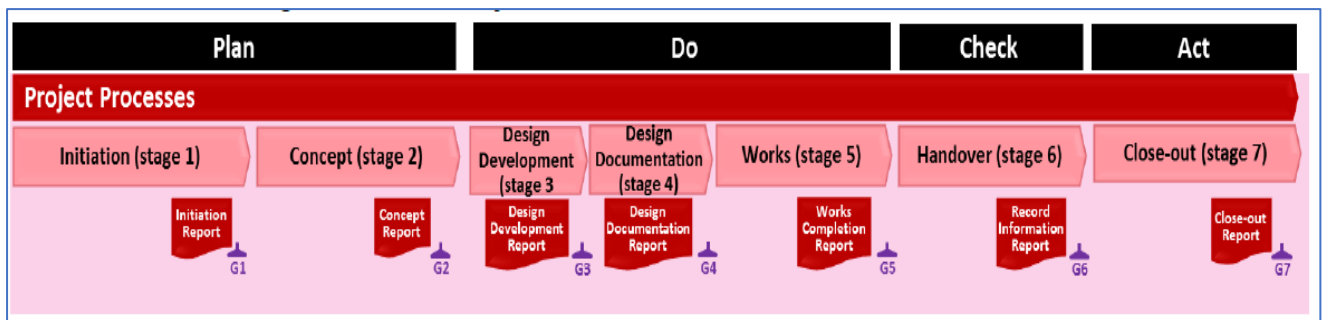 Plan
Do
Check
Act
Project Processes
Initiation (stage 1)
Concept (stage 2)
Design
Development
(stage 3
Design
Documentation
(stage 4)
Works (stage 5)
Handover (stage 6)
Close-out (stage 7)
Initiation
Report
G1
Concept
Report
G2
Design
Development
Report
G3
Design
Documentation
Report
G4
Works
Completion
Report
G5
Record
Information
Report
G6
Close-out
Report
G7